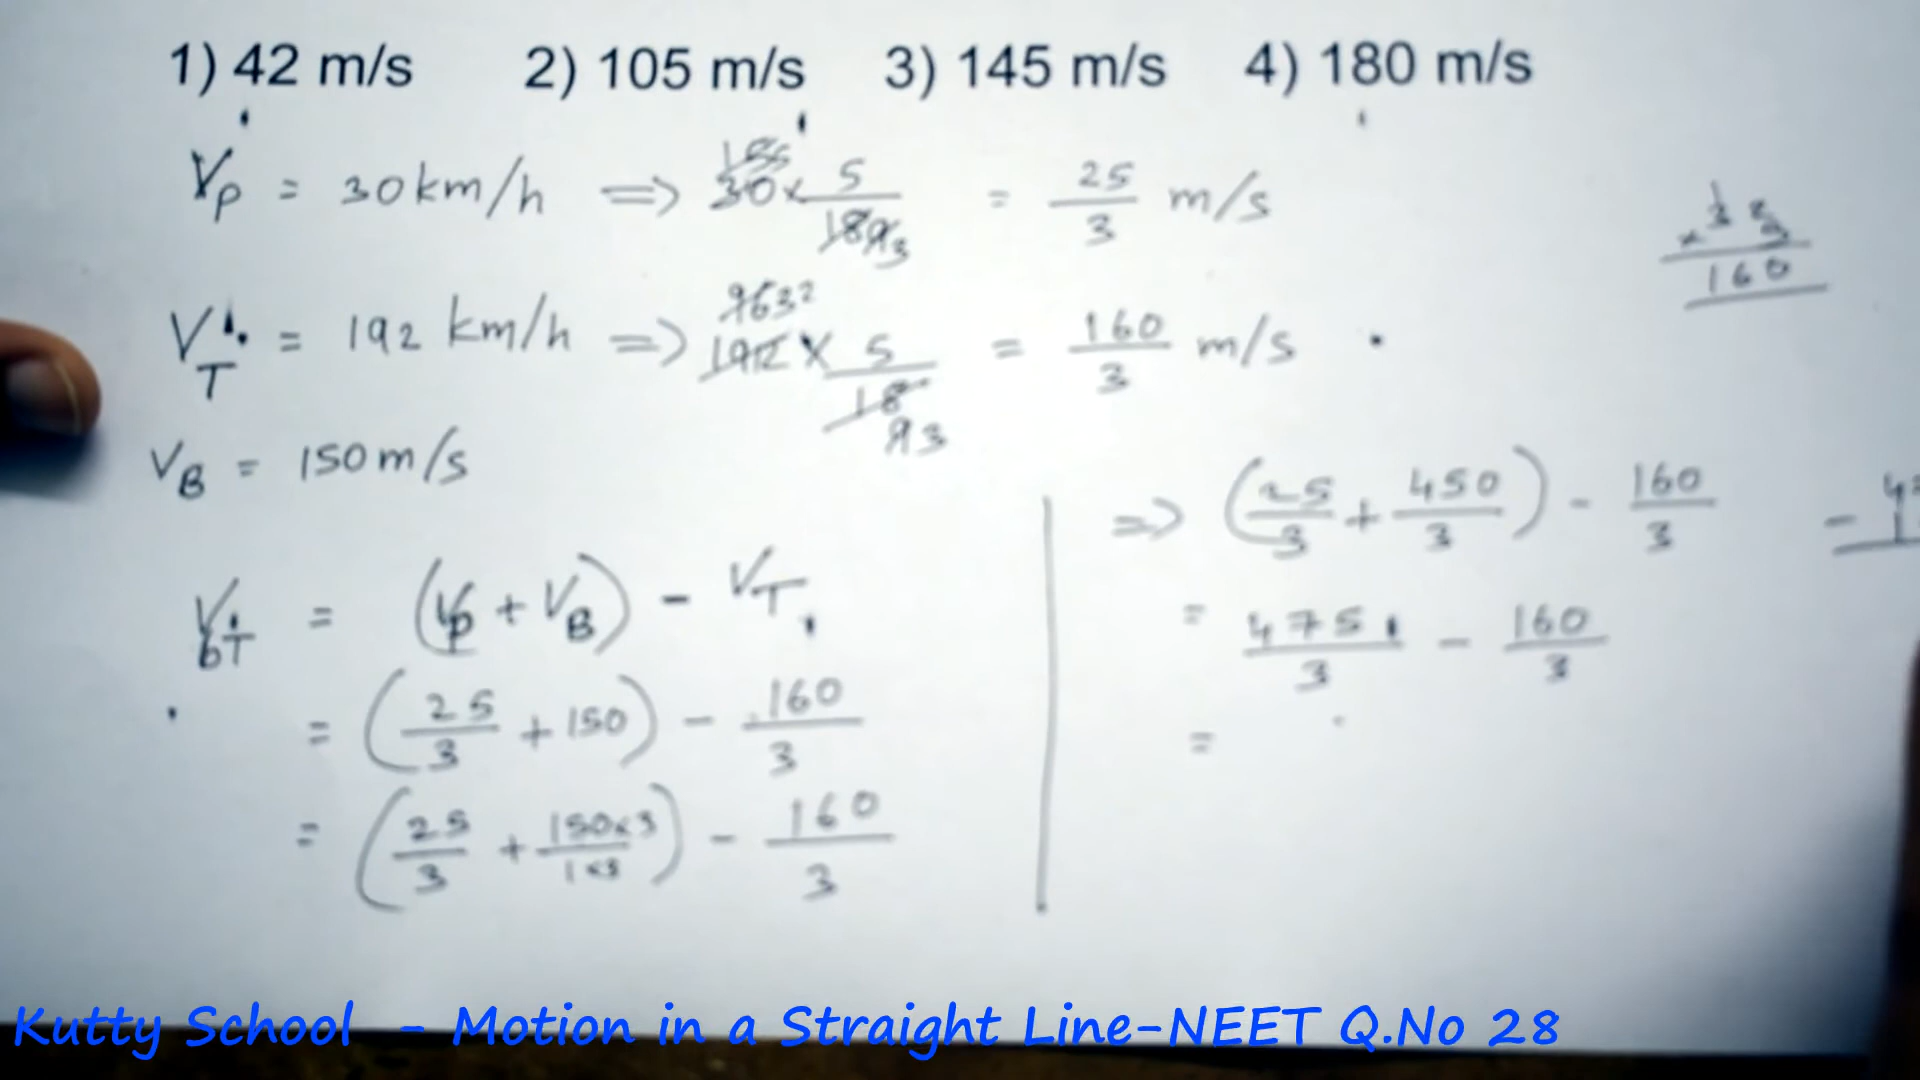 1) 42 m/s 2) 105 m/s 3) 145 m/s 4) 180 m/s
Vp = 30 km/h => 30 × 5/18 = 25/3 m/s
VT = 192 km/h => 192 × 5/18 = 160/3 m/s
160
VB = 150 m/s
VbT = (Vp + VB) - VT
= (25/3 + 150) - 160/3
= (25/3 + 150×3/1×3) - 160/3
=> (25/3 + 450/3) - 160/3
= 475/3 - 160/3
=
Kutty School - Motion in a Straight Line-NEET Q.No 28